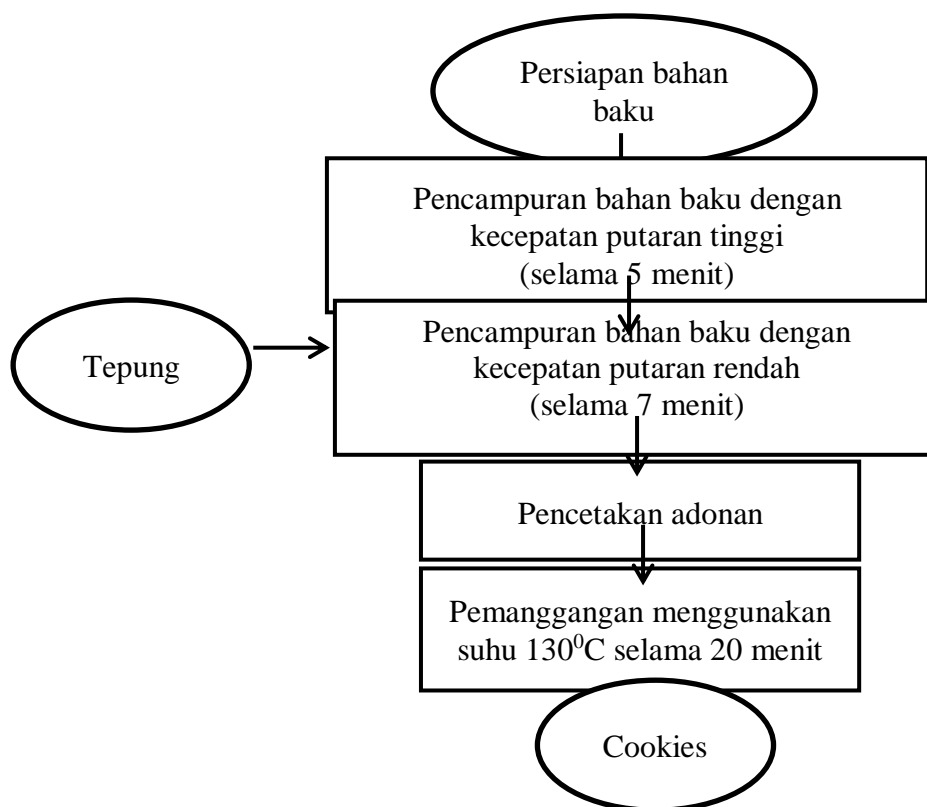 Persiapan bahan
baku
Pencampuran bahan baku dengan
kecepatan putaran tinggi
(selama 5 menit)
Tepung
Pencampuran bahan baku dengan
kecepatan putaran rendah
(selama 7 menit)
Pencetakan adonan
Pemanggangan menggunakan
suhu 130⁰C selama 20 menit
Cookies